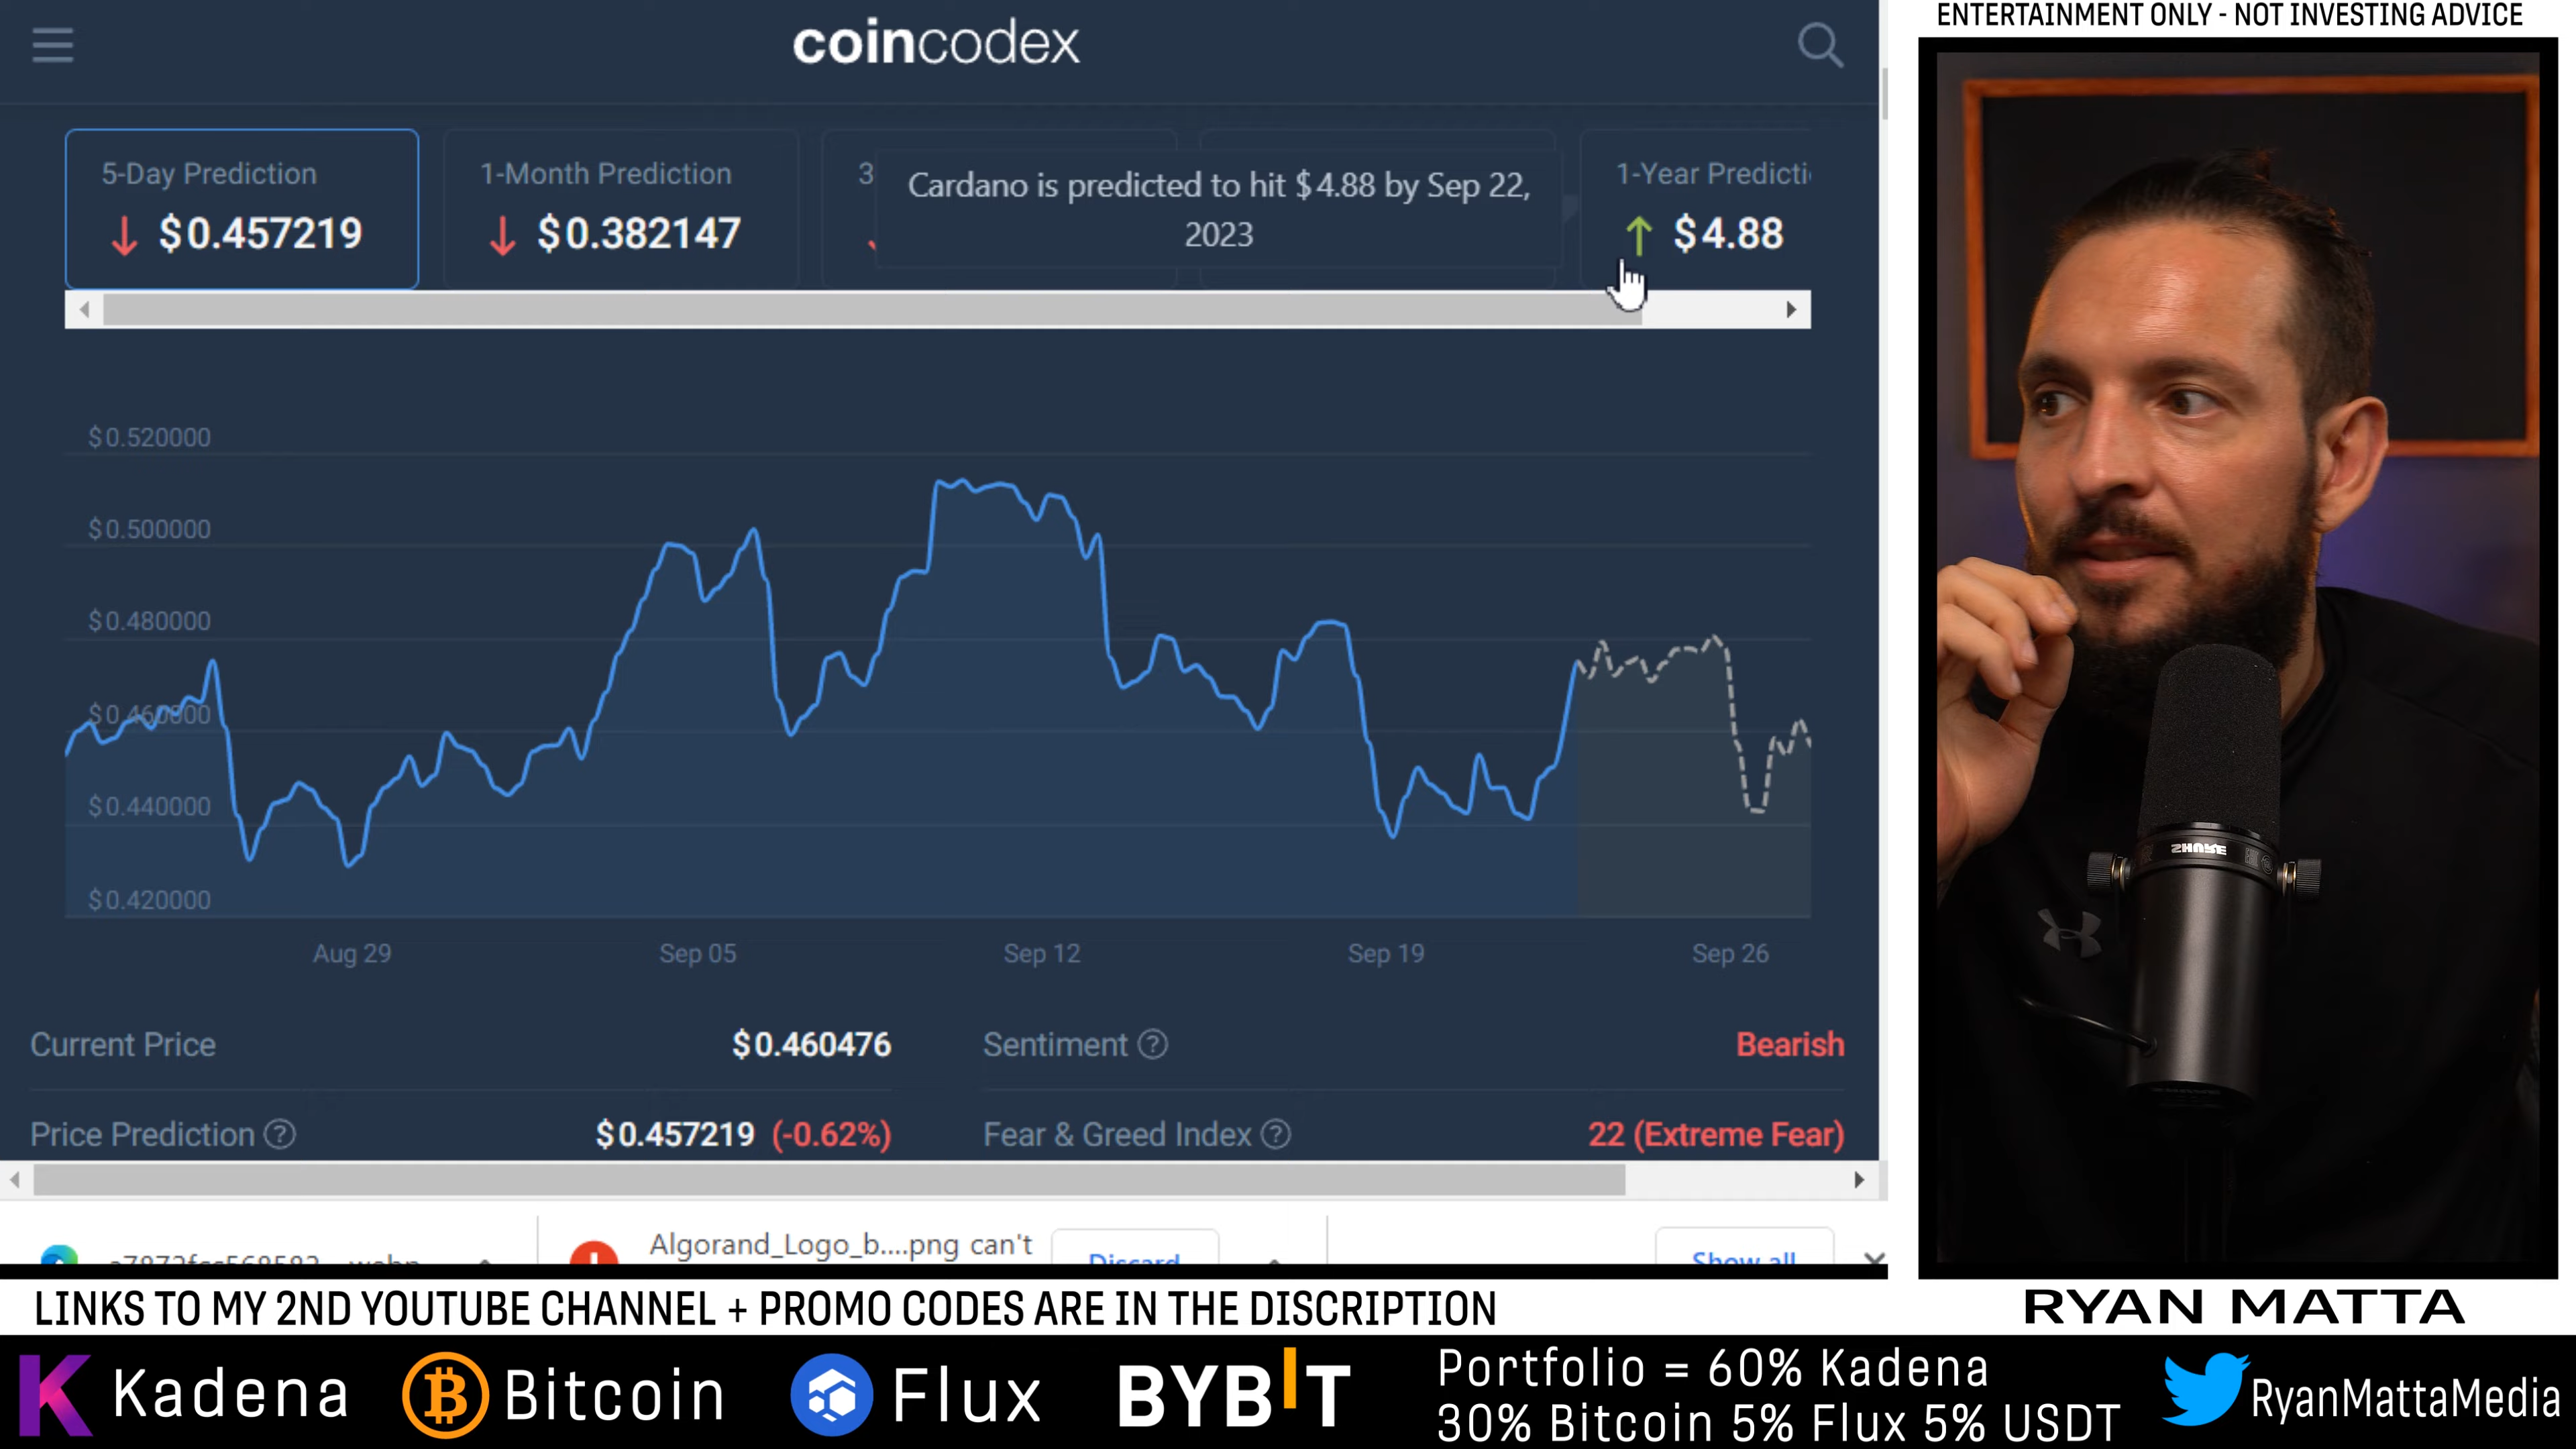 ENTERTAINMENT ONLY - NOT INVESTING ADVICE
coincodex
5-Day Prediction
$0.457219
1-Month Prediction
$0.382147
3
Cardano is predicted to hit $4.88 by Sep 22,
2023
1-Year Predicti
$4.88
$0.520000
$0.500000
$0.480000
$0.460000
$0.440000
$0.420000
Aug 29
Sep 05
Sep 12
Sep 19
Sep 26
Current Price
$0.460476
Sentiment ?
Bearish
Price Prediction ?
$0.457219 (-0.62%)
Fear & Greed Index ?
22 (Extreme Fear)
SHURE
Algorand_Logo_b....png can't
Discard
Show all
LINKS TO MY 2ND YOUTUBE CHANNEL + PROMO CODES ARE IN THE DISCRIPTION
RYAN MATTA
Kadena
Bitcoin
Flux
BYBIT
Portfolio = 60% Kadena
30% Bitcoin 5% Flux 5% USDT
RyanMattaMedia